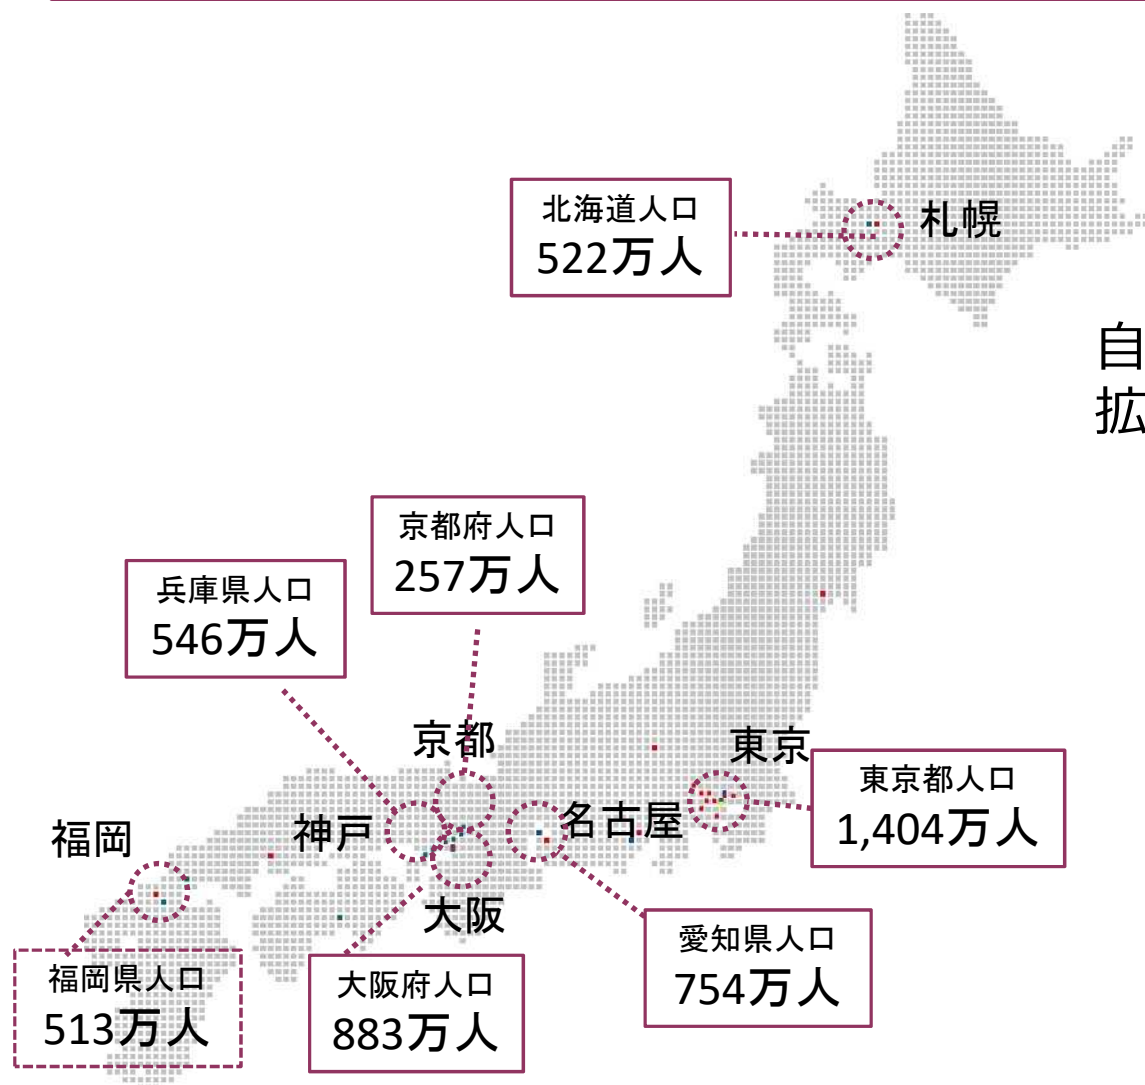 北海道人口
522万人
札幌
自
拡
京都府人口
257万人
兵庫県人口
546万人
京都
東京
東京都人口
1,404万人
名古屋
神戸
福岡
大阪
愛知県人口
754万人
福岡県人口
513万人
大阪府人口
883万人